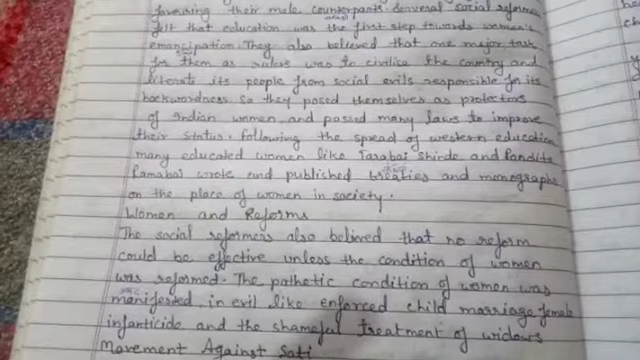 favouring their male counterparts. Several social reformers
felt that education was the first step towards women's
emancipation. They also believed that one major task
for them as rulers was to civilise the country and
liberate its people from social evils responsible for its
backwardness. So they posed themselves as protectors
of Indian women and passed many laws to improve
their status. following the spread of western education
many educated women like Tarabai Shinde and Pandita
Ramabai wrote and published treaties and monographs
on the place of women in society.
Women and Reforms
The social reformers also believed that no reform
could be effective unless the condition of women
was reformed. The pathetic condition of women was
manifested in evil like enforced child marriage, female
infanticide and the shameful treatment of widows
Movement Against Sati